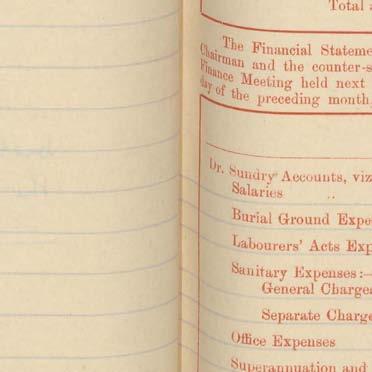 Total
The Financial Stateme
Chairman and the counter-s
Finance Meeting held next
day of the preceding month,
Dr. Sundry Accounts, viz
Salaries ..
Burial Ground Expe
Labourers' Acts Exp
Sanitary Expenses:—
General Charges
Separate Charge
Office Expenses
Superannuation and